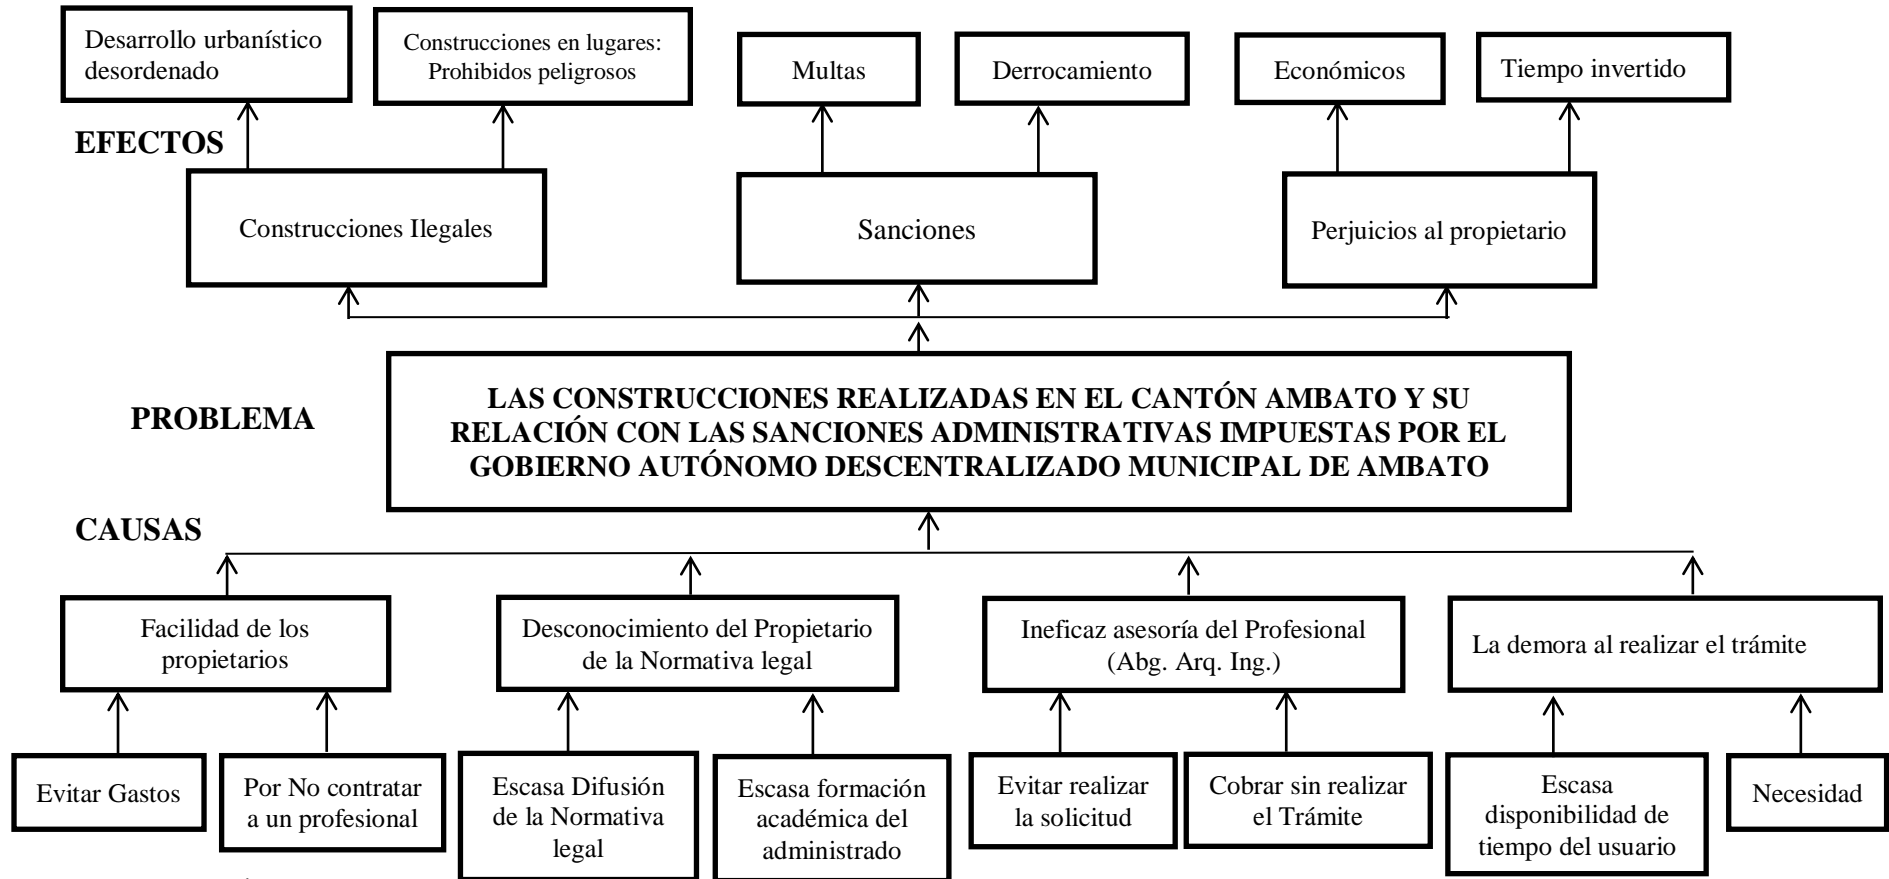 Desarrollo urbanístico
desordenado
Construcciones en lugares:
Prohibidos peligrosos
Multas
Derrocamiento
Económicos
Tiempo invertido
EFECTOS
Construcciones Ilegales
Sanciones
Perjuicios al propietario
PROBLEMA
LAS CONSTRUCCIONES REALIZADAS EN EL CANTÓN AMBATO Y SU
RELACIÓN CON LAS SANCIONES ADMINISTRATIVAS IMPUESTAS POR EL
GOBIERNO AUTÓNOMO DESCENTRALIZADO MUNICIPAL DE AMBATO
CAUSAS
Facilidad de los
propietarios
Desconocimiento del Propietario
de la Normativa legal
Ineficaz asesoría del Profesional
(Abg. Arq. Ing.)
La demora al realizar el trámite
Evitar Gastos
Por No contratar
a un profesional
Escasa Difusión
de la Normativa
legal
Escasa formación
académica del
administrado
Evitar realizar
la solicitud
Cobrar sin realizar
el Trámite
Escasa
disponibilidad de
tiempo del usuario
Necesidad